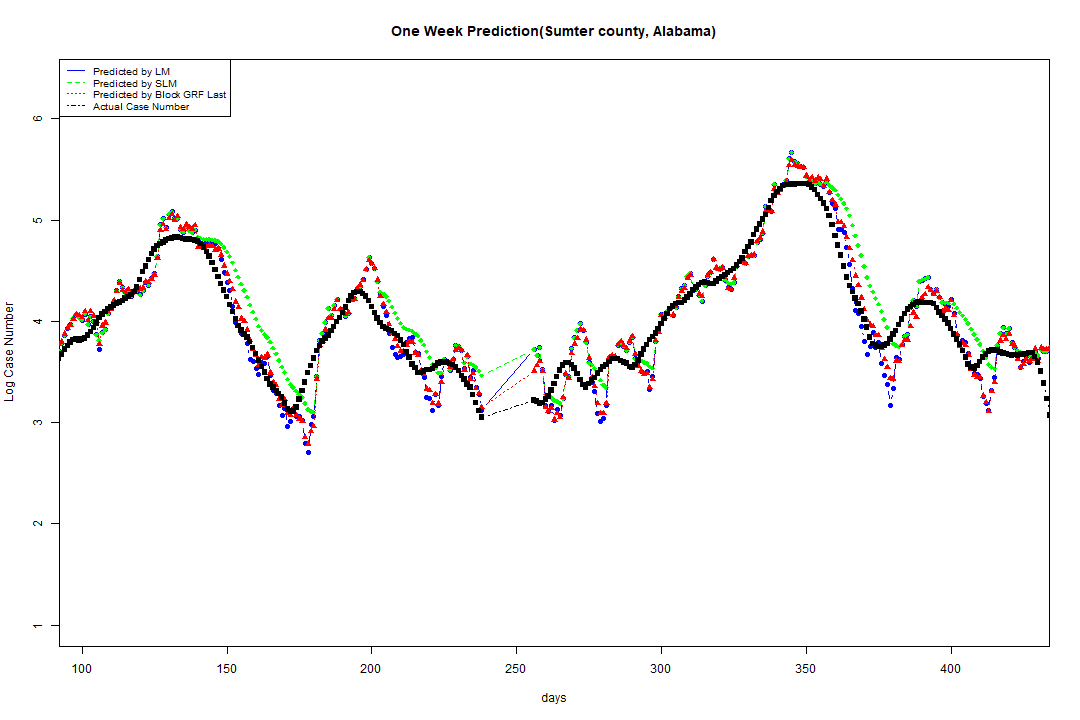 One Week Prediction(Sumter county, Alabama)
Predicted by LM
Predicted by SLM
Predicted by Block GRF Last
Actual Case Number
6
5
4
3
2
1
Log Case Number
100 150 200 250 300 350 400
days